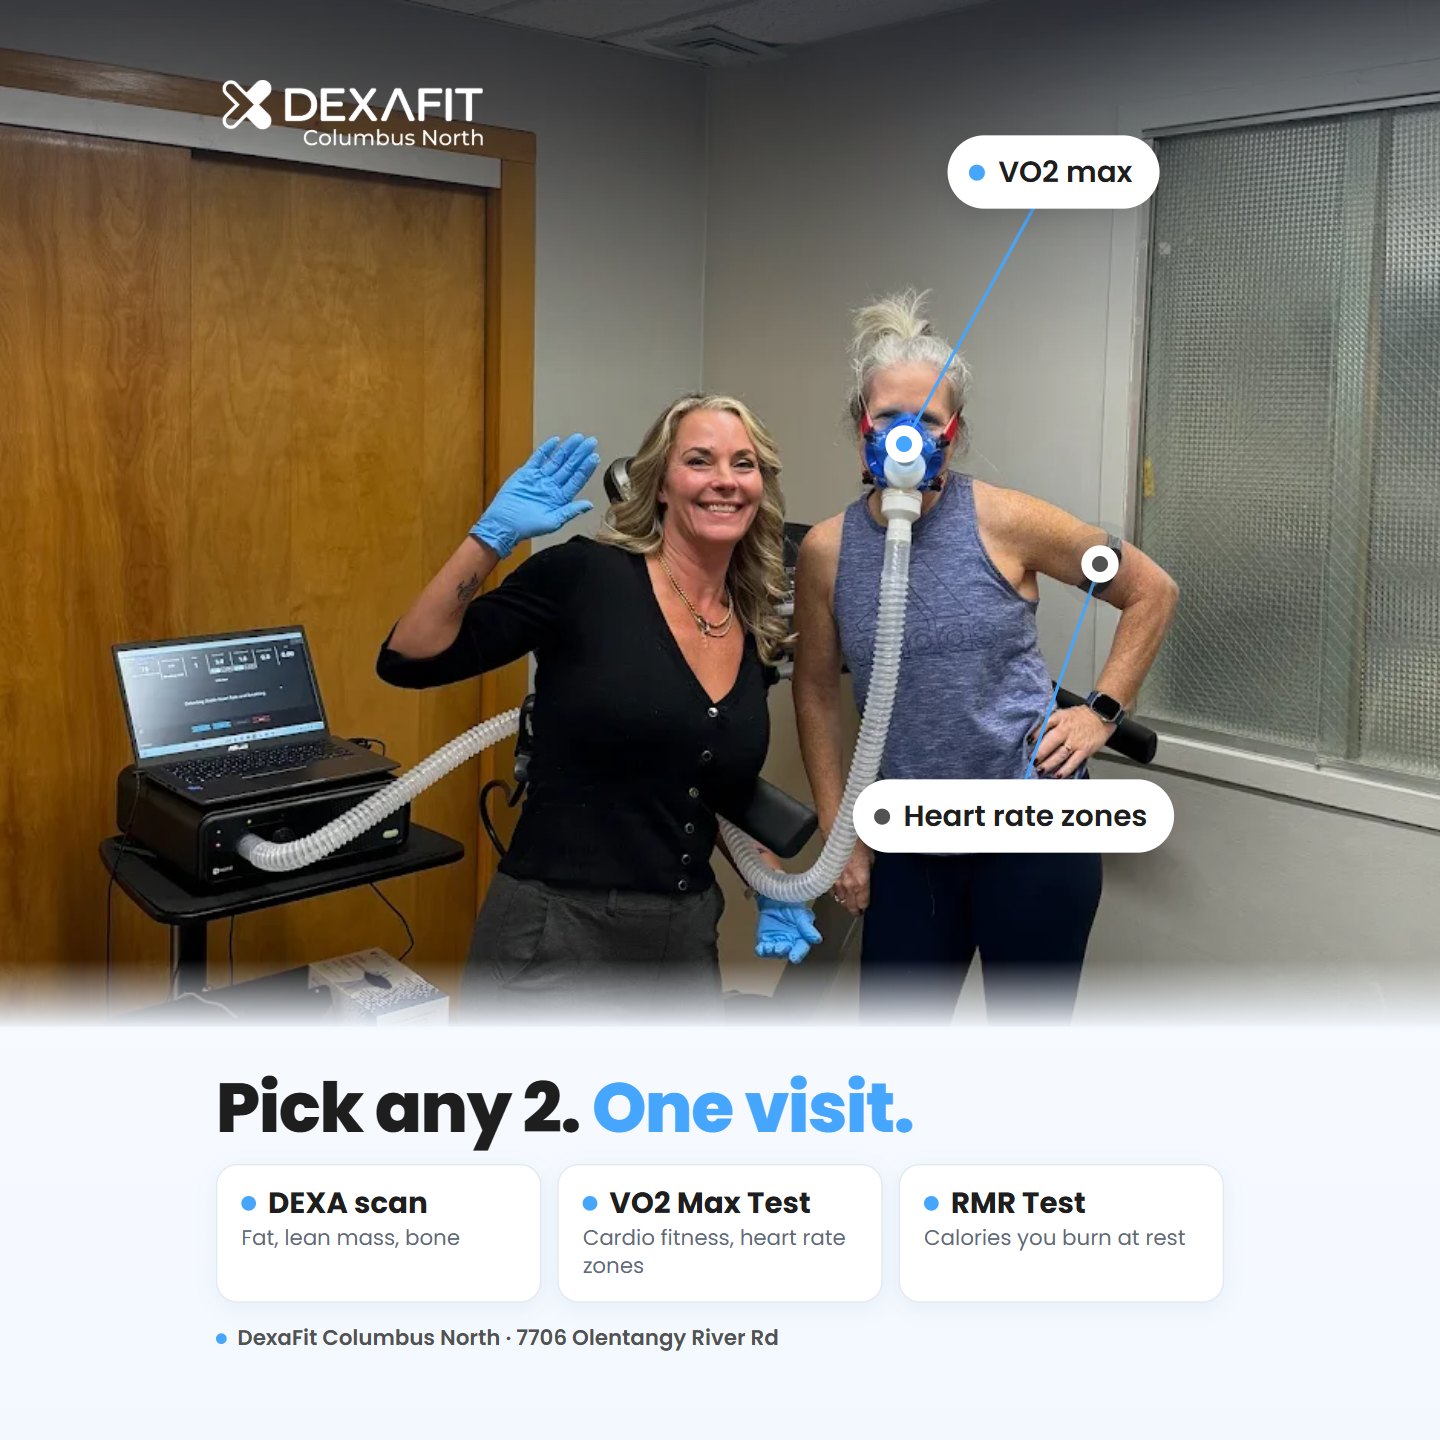 DEXAFIT
Columbus North
VO2 max
Heart rate zones
ASUS
Pick any 2. One visit.
DEXA scan
Fat, lean mass, bone
VO2 Max Test
Cardio fitness, heart rate
zones
RMR Test
Calories you burn at rest
DexaFit Columbus North · 7706 Olentangy River Rd